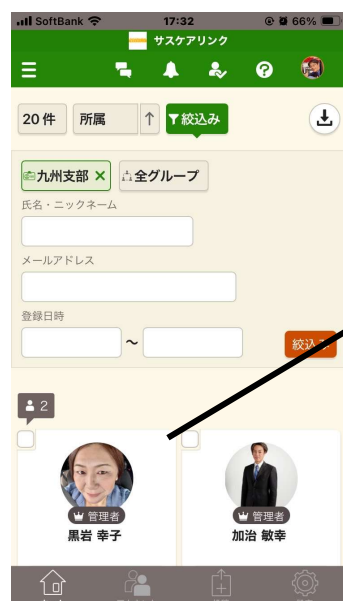 SoftBank 17:32 66%
サスケアリンク
20 件 所属 ↑ 絞込み
九州支部 × 全グループ
氏名・ニックネーム
メールアドレス
登録日時
~
絞込み
2
管理者 管理者
黒岩 幸子 加治 敏幸